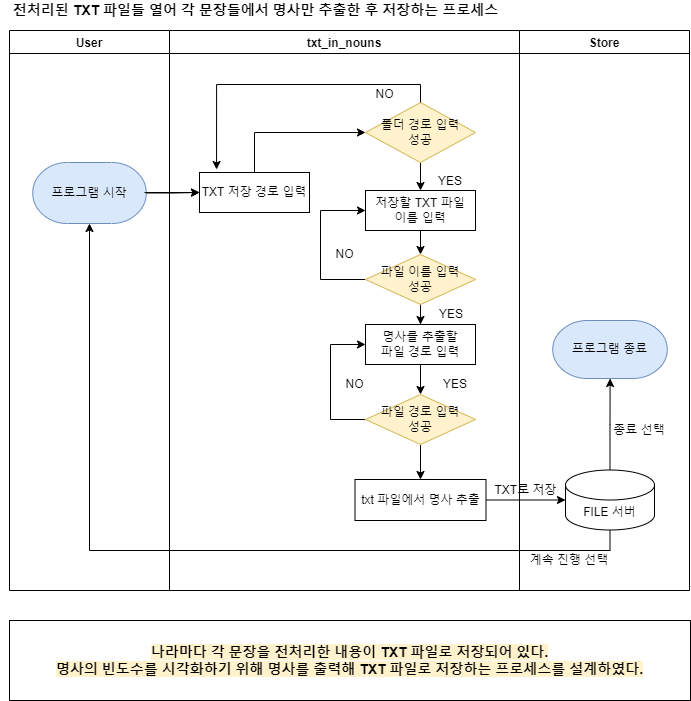 전처리된 TXT 파일들 열어 각 문장들에서 명사만 추출한 후 저장하는 프로세스
User
txt_in_nouns
Store
NO
폴더 경로 입력
성공
프로그램 시작
TXT 저장 경로 입력
YES
저장할 TXT 파일
이름 입력
NO
파일 이름 입력
성공
YES
명사를 추출할
파일 경로 입력
프로그램 종료
NO
YES
파일 경로 입력
성공
종료 선택
txt 파일에서 명사 추출
TXT로 저장
FILE 서버
계속 진행 선택
나라마다 각 문장을 전처리한 내용이 TXT 파일로 저장되어 있다.
명사의 빈도수를 시각화하기 위해 명사를 출력해 TXT 파일로 저장하는 프로세스를 설계하였다.